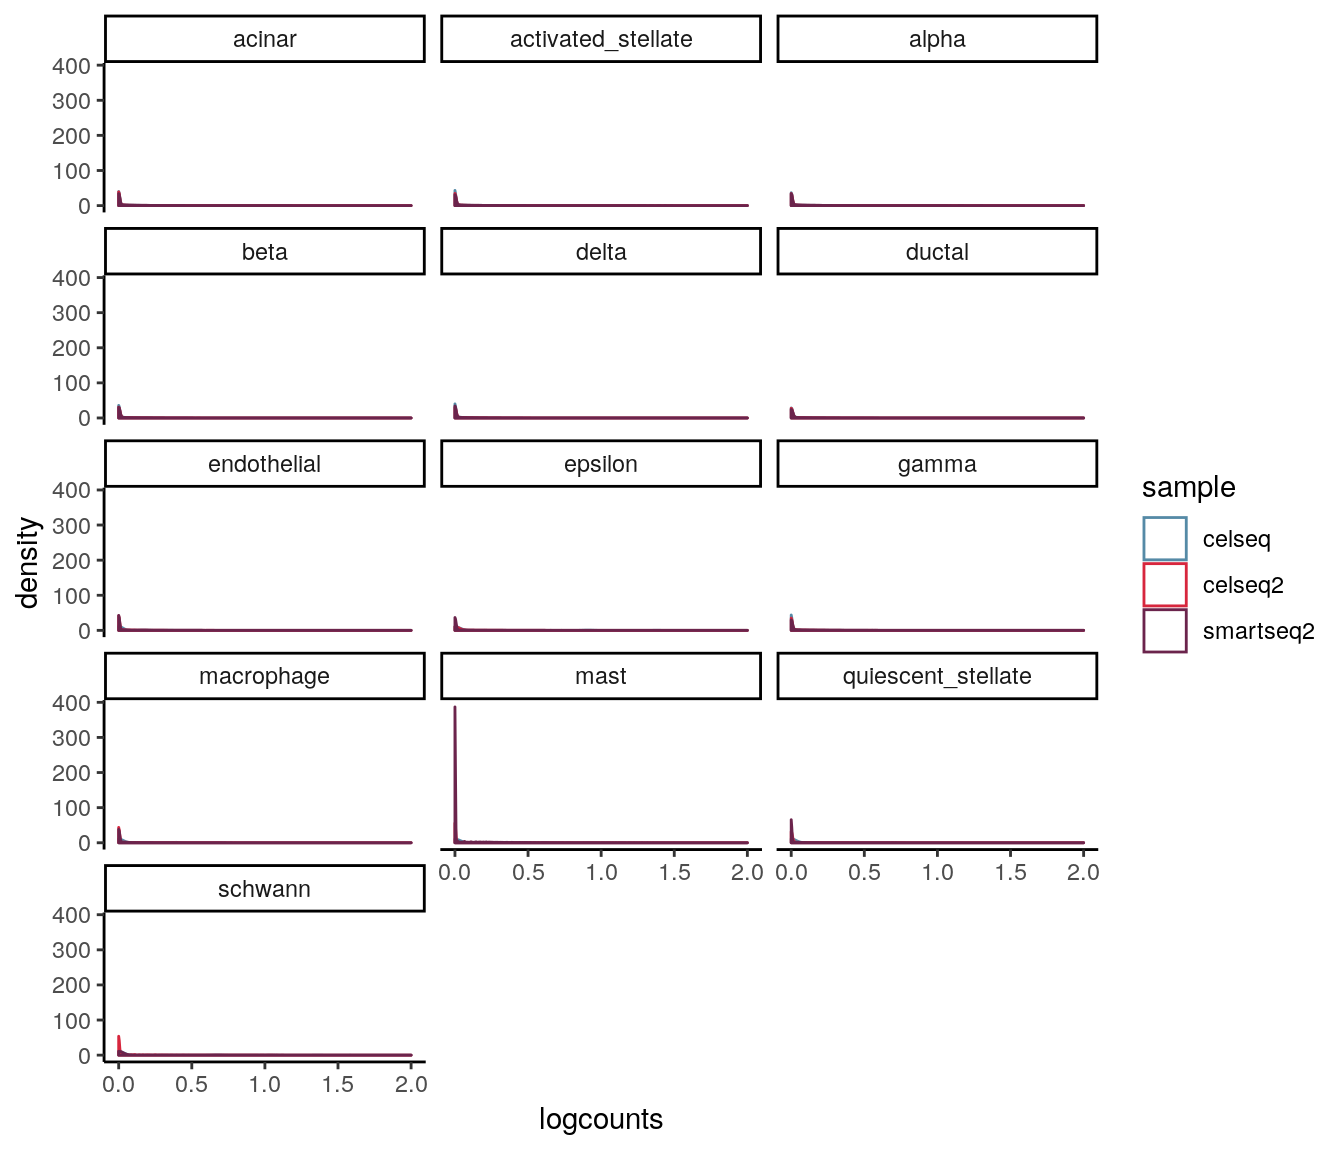 acinar activated_stellate alpha
400
300
200
100
0
beta delta ductal
400
300
200
100
0
endothelial epsilon gamma
400
300
200
100
0
macrophage mast quiescent_stellate
400
300
200
100
0
0.0 0.5 1.0 1.5 2.0 0.0 0.5 1.0 1.5 2.0
schwann
400
300
200
100
0
0.0 0.5 1.0 1.5 2.0
logcounts
density
sample
celseq
celseq2
smartseq2